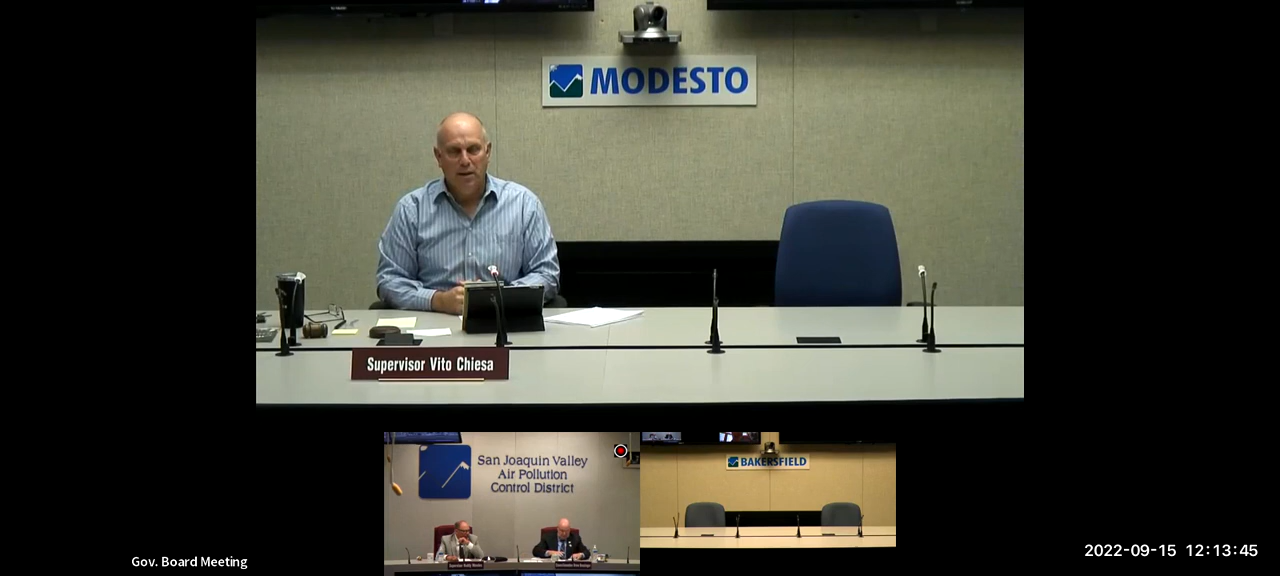 MODESTO
Supervisor Vito Chiesa
San Joaquin Valley
Air Pollution
Control District
BAKERSFIELD
Gov. Board Meeting
2022-09-15 12:13:45